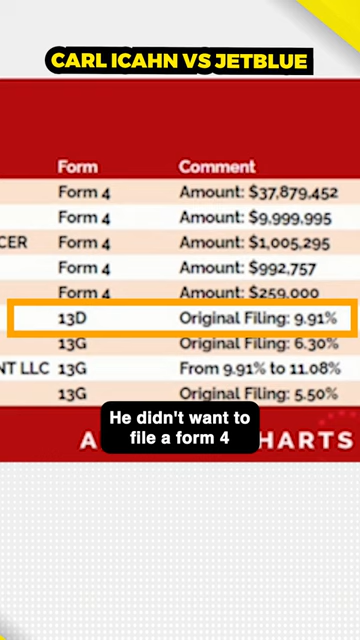 CARL ICAHN VS JETBLUE
Form Comment
Form 4 Amount: $37,879,452
Form 4 Amount: $9,999,995
CER Form 4 Amount: $1,005,295
Form 4 Amount: $992,757
Form 4 Amount: $259,000
13D Original Filing: 9.91%
13G Original Filing: 6.30%
NT LLC 13G From 9.91% to 11.08%
13G Original Filing: 5.50%
He didn't want to
file a form 4
A HARTS